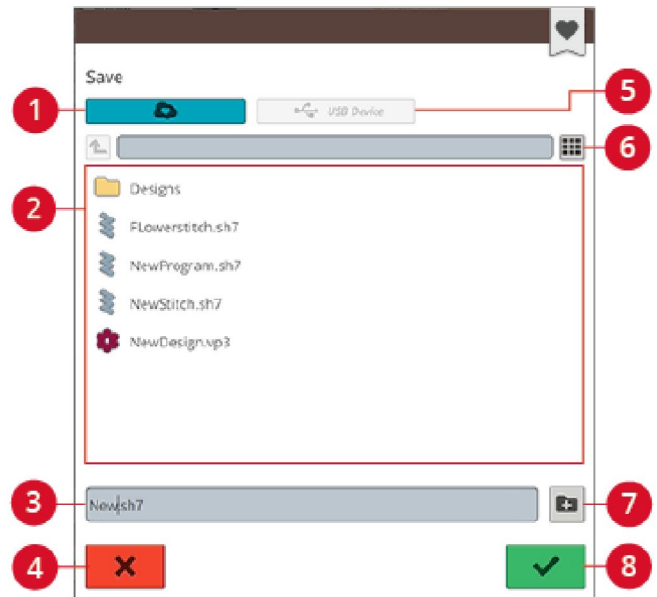 Save
1
5
USB Device
6
2
Designs
FLowerstitch.sh7
NewProgram.sh7
NewStitch.sh7
NewDesign.vp3
3
New.sh7
7
4
8